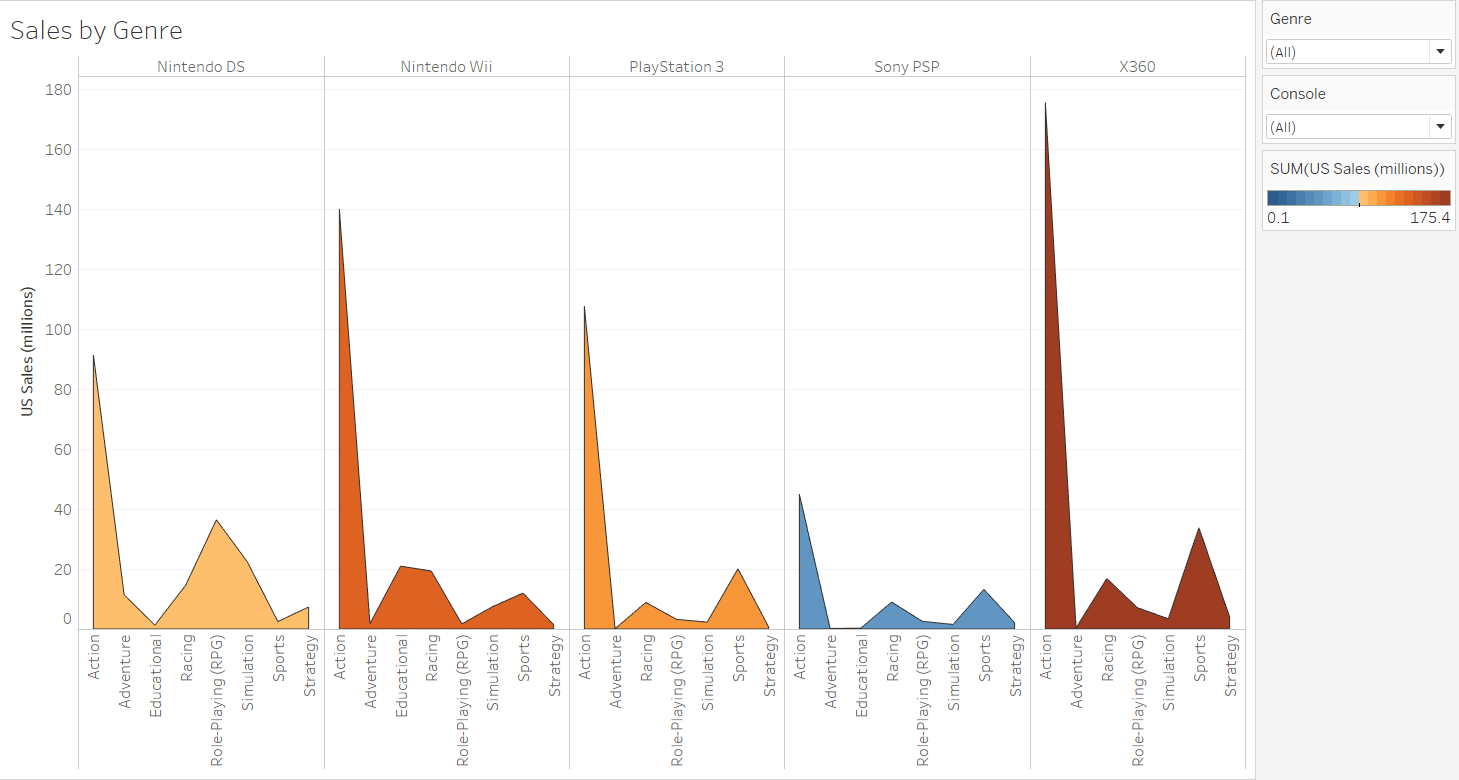 Sales by Genre
Nintendo DS Nintendo Wii PlayStation 3 Sony PSP X360
US Sales (millions)
180
160
140
120
100
80
60
40
20
0
Action Adventure Educational Racing Role-Playing (RPG) Simulation Sports Strategy
Action Adventure Educational Racing Role-Playing (RPG) Simulation Sports Strategy
Action Adventure Racing Role-Playing (RPG) Simulation Sports Strategy
Action Adventure Educational Racing Role-Playing (RPG) Simulation Sports Strategy
Action Adventure Racing Role-Playing (RPG) Simulation Sports Strategy
Genre
(All)
Console
(All)
SUM(US Sales (millions))
0.1 175.4